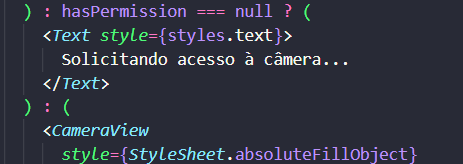 ) : hasPermission === null ? (
<Text style={styles.text}>
Solicitando acesso à câmera...
</Text>
) : (
<CameraView
style={StyleSheet.absoluteFillObject}